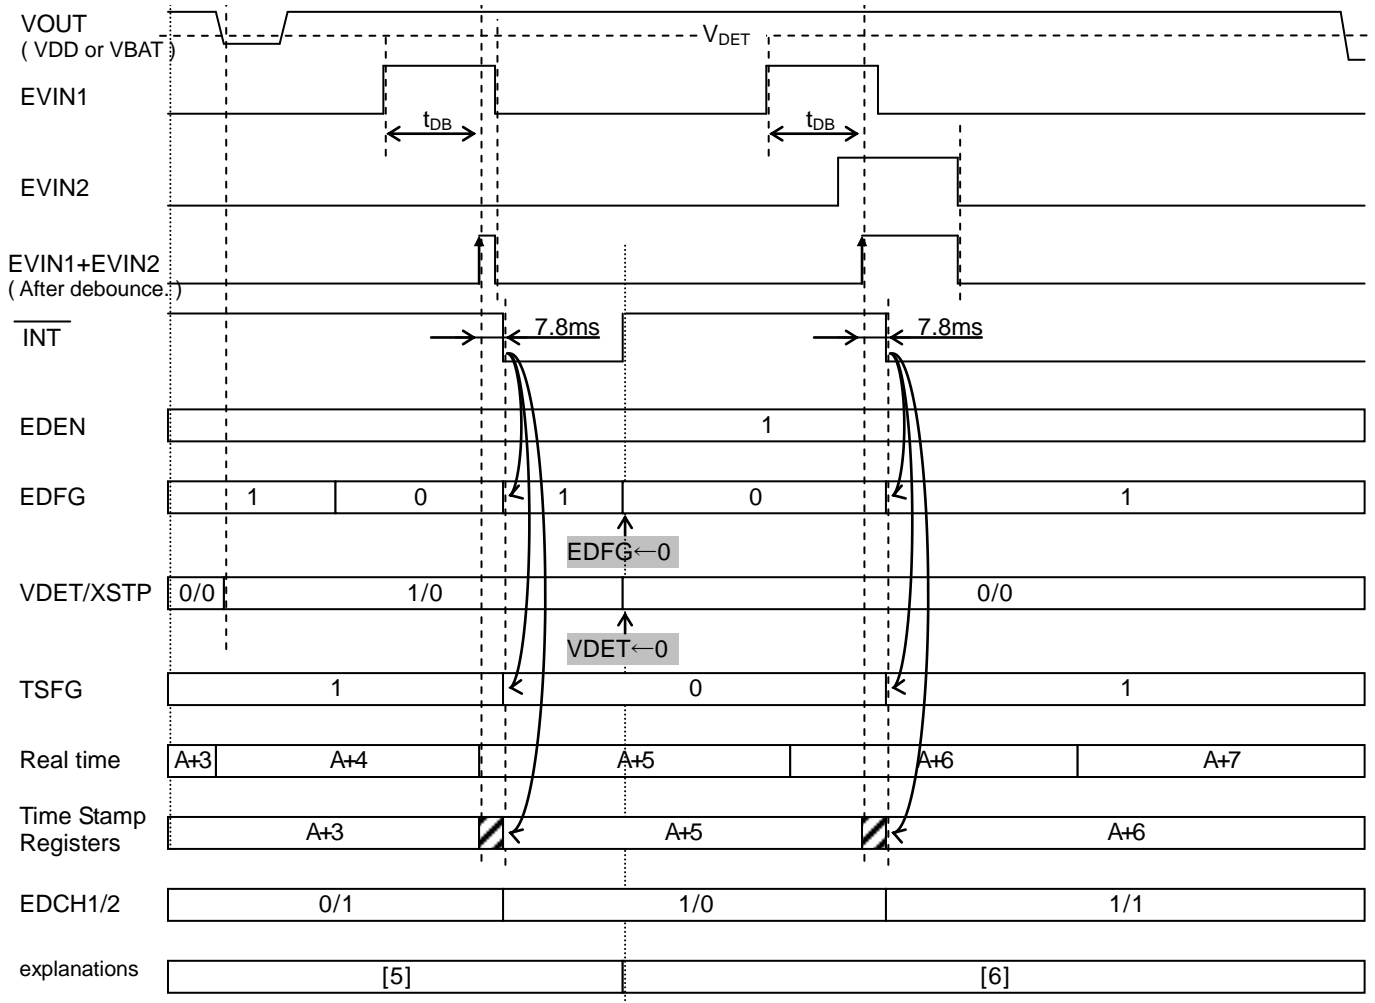 VOUT
( VDD or VBAT )
VDET
EVIN1
tDB
tDB
EVIN2
EVIN1+EVIN2
( After debounce. )
INT
7.8ms
7.8ms
EDEN
1
EDFG
1
0
1
0
1
EDFG←0
VDET/XSTP
0/0
1/0
0/0
VDET←0
TSFG
1
0
1
Real time
A+3
A+4
A+5
A+6
A+7
Time Stamp
Registers
A+3
A+5
A+6
EDCH1/2
0/1
1/0
1/1
explanations
[5]
[6]